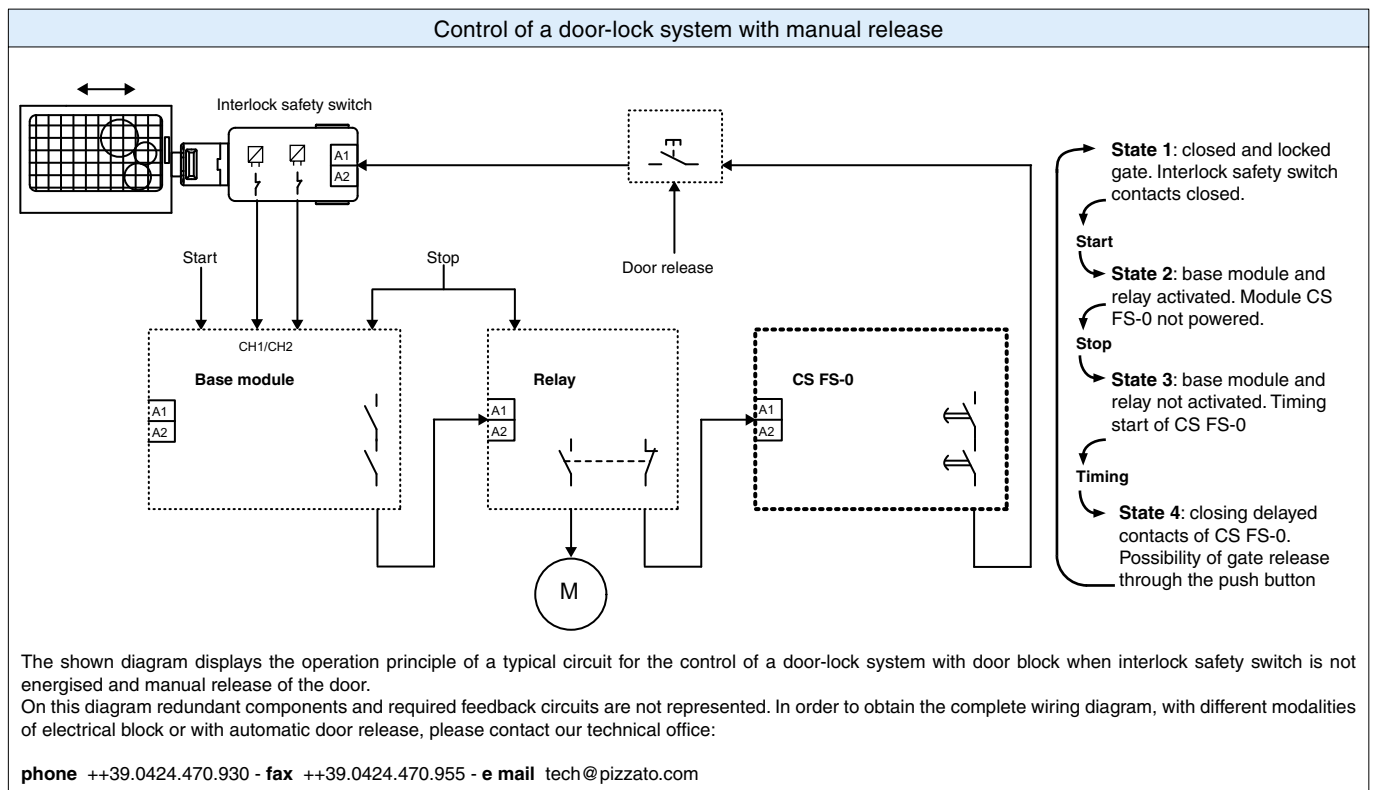 Control of a door-lock system with manual release
Interlock safety switch
A1
A2
Start
Stop
Door release
CH1/CH2
Base module
A1
A2
Relay
A1
A2
CS FS-0
A1
A2
M
State 1: closed and locked
gate. Interlock safety switch
contacts closed.
Start
State 2: base module and
relay activated. Module CS
FS-0 not powered.
Stop
State 3: base module and
relay not activated. Timing
start of CS FS-0
Timing
State 4: closing delayed
contacts of CS FS-0.
Possibility of gate release
through the push button
The shown diagram displays the operation principle of a typical circuit for the control of a door-lock system with door block when interlock safety switch is not
energised and manual release of the door.
On this diagram redundant components and required feedback circuits are not represented. In order to obtain the complete wiring diagram, with different modalities
of electrical block or with automatic door release, please contact our technical office:
phone ++39.0424.470.930 - fax ++39.0424.470.955 - e mail tech@pizzato.com